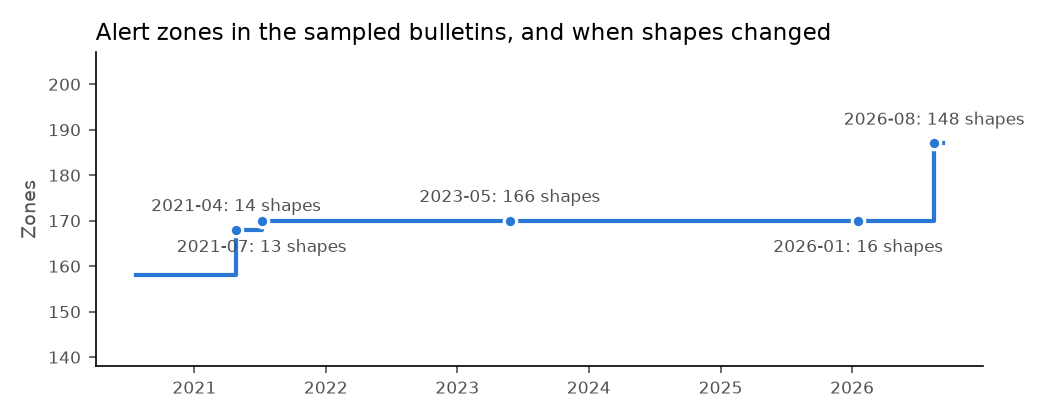 Alert zones in the sampled bulletins, and when shapes changed
Zones
200
190
180
170
160
150
140
2021-04: 14 shapes
2021-07: 13 shapes
2023-05: 166 shapes
2026-01: 16 shapes
2026-08: 148 shapes
2021
2022
2023
2024
2025
2026